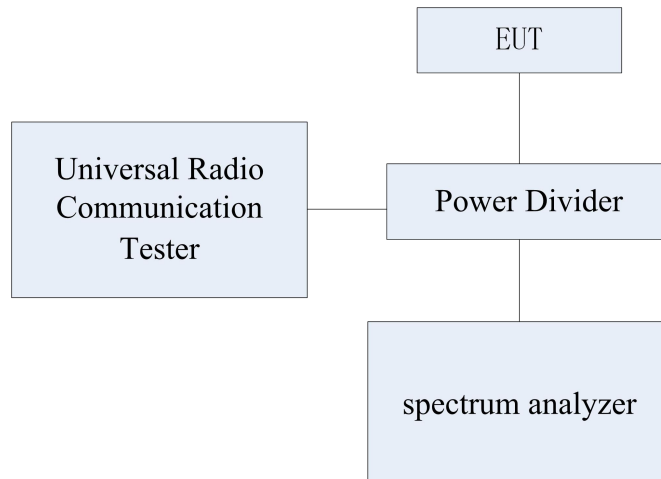 EUT
Universal Radio
Communication
Tester
Power Divider
spectrum analyzer